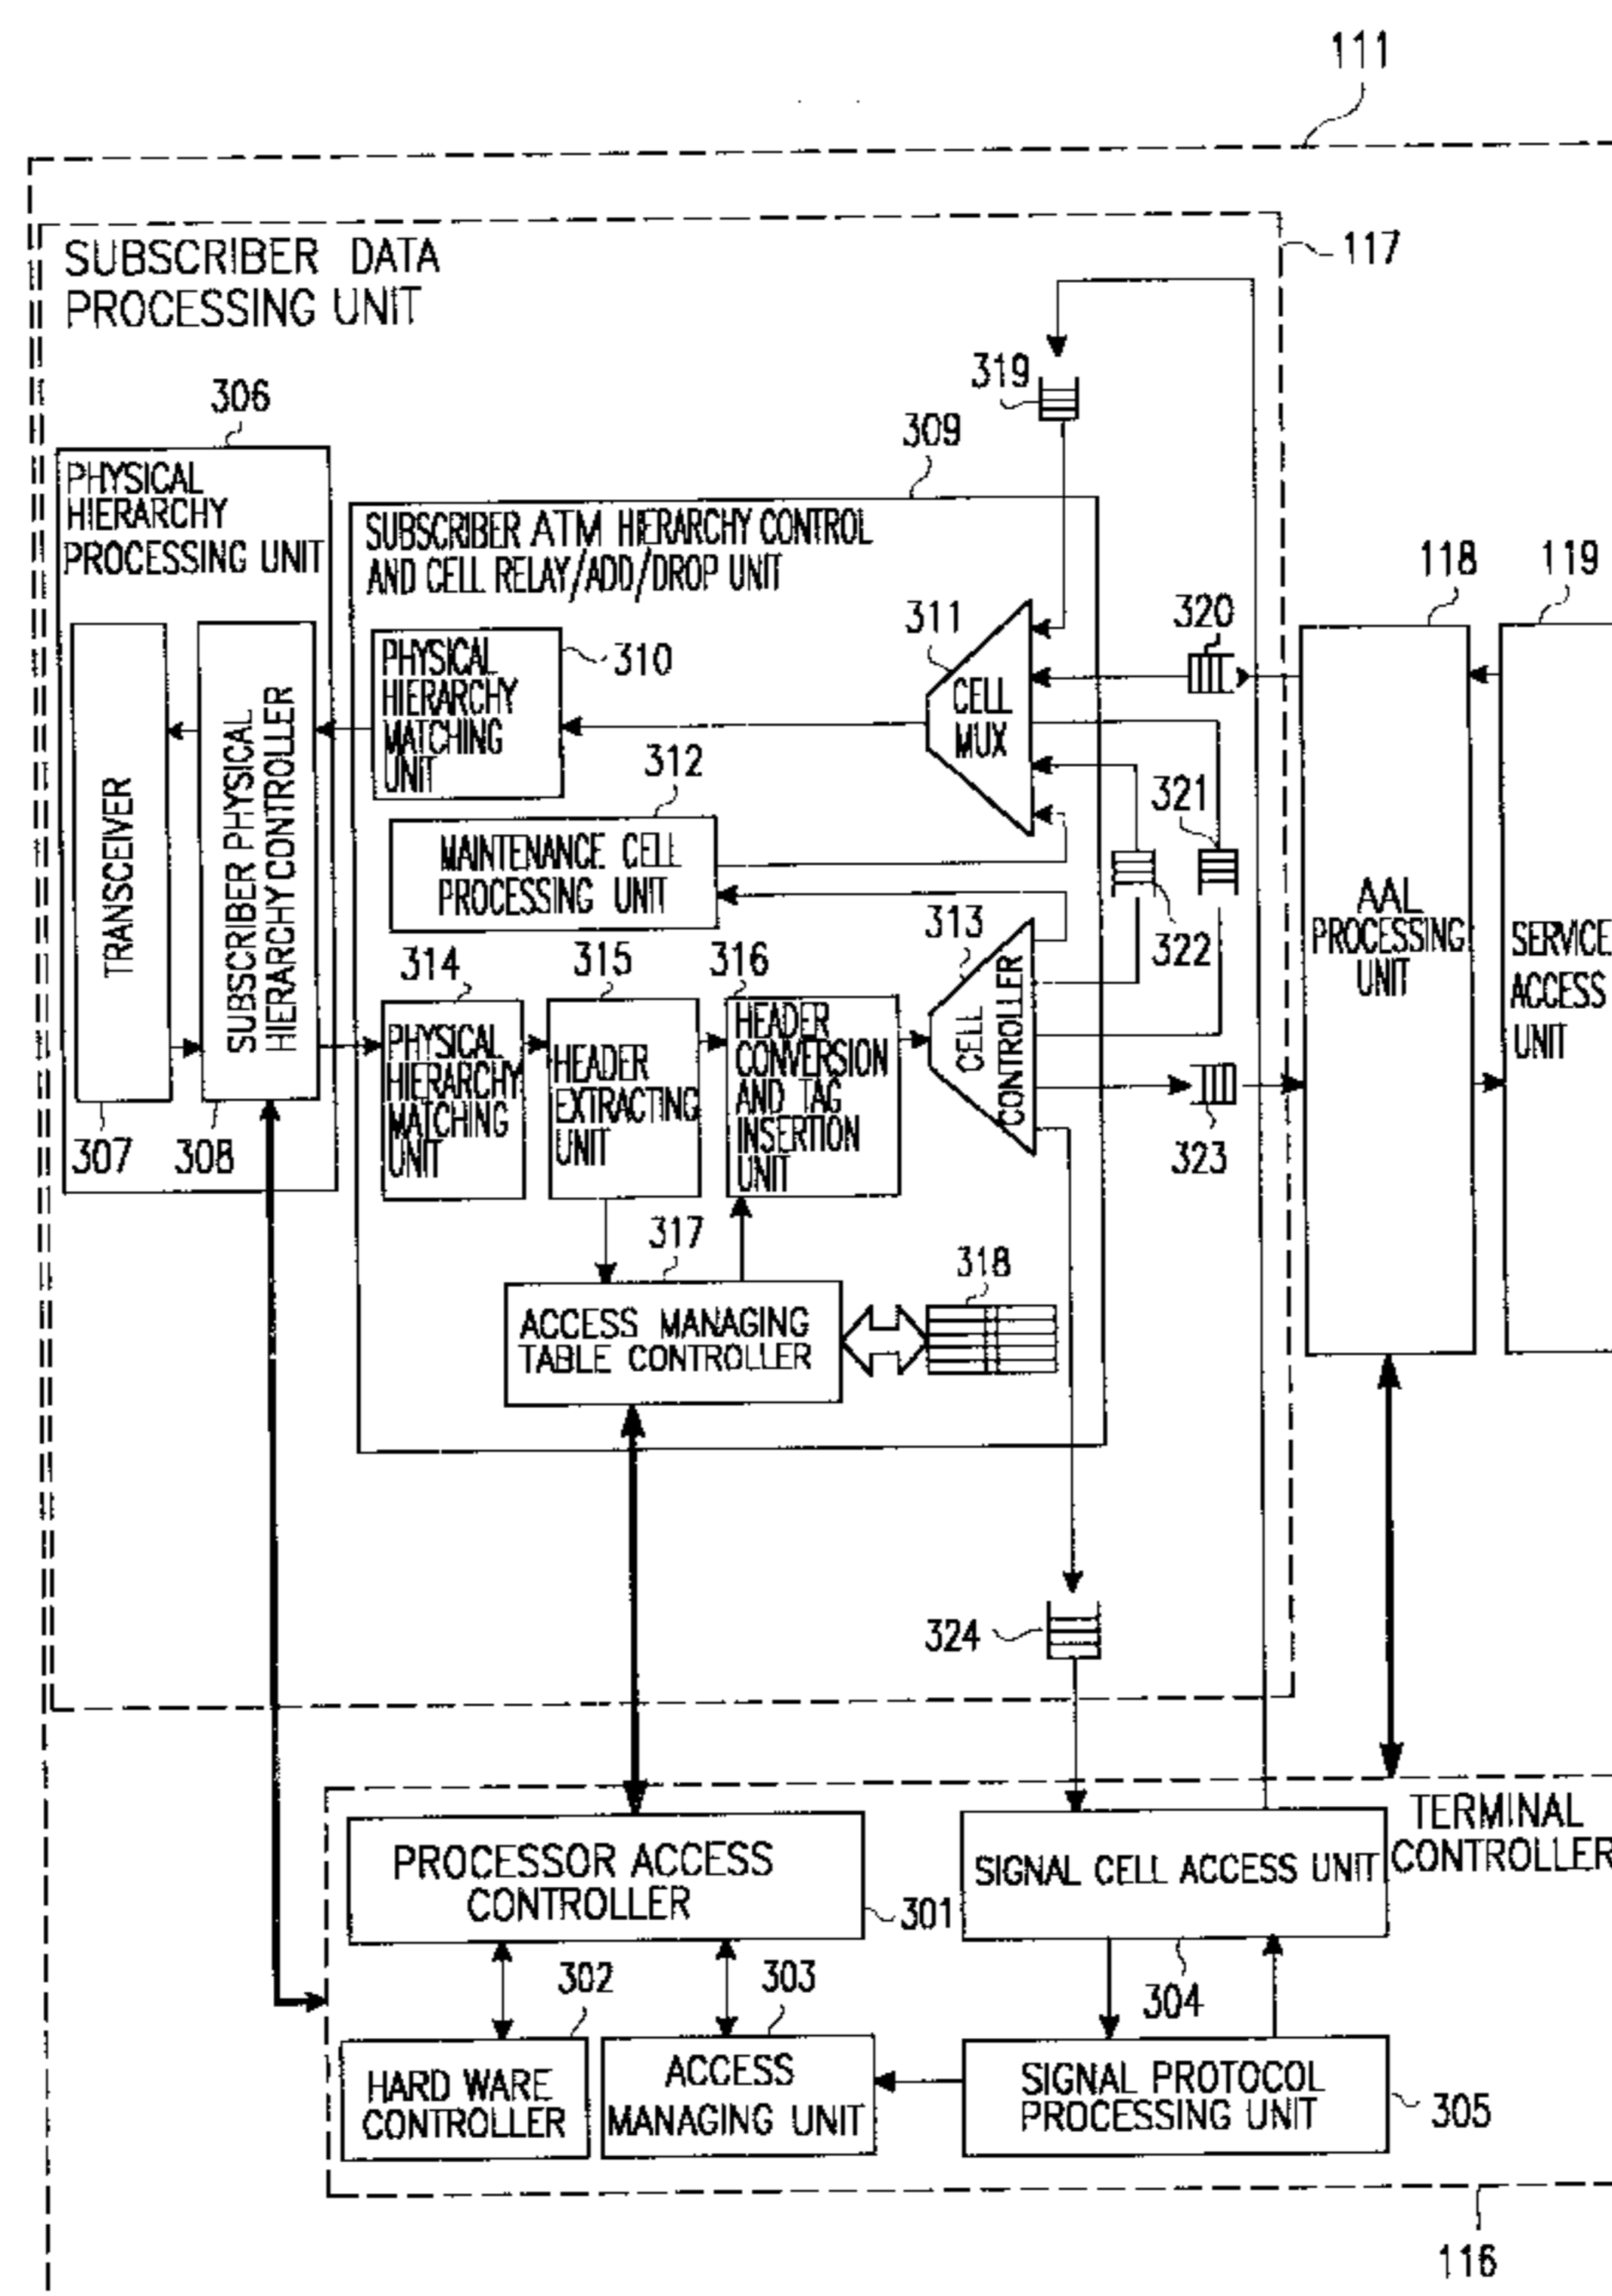 111
SUBSCRIBER DATA
PROCESSING UNIT
117
319
306
309
PHYSICAL
HIERARCHY
PROCESSING UNIT
SUBSCRIBER ATM HIERARCHY CONTROL
AND CELL RELAY/ADD/DROP UNIT
118
119
311
320
PHYSICAL
HIERARCHY
MATCHING
UNIT
310
CELL
MUX
312
321
TRANSCEIVER
SUBSCRIBER PHYSICAL
HIERARCHY CONTROLLER
MAINTENANCE CELL
PROCESSING UNIT
AAL
PROCESSING
UNIT
SERVICE
ACCESS
UNIT
313
322
314
315
316
PHYSICAL
HIERARCHY
MATCHING
UNIT
HEADER
EXTRACTING
UNIT
HEADER
CONVERSION
AND TAG
INSERTION
UNIT
CELL
CONTROLLER
307
308
323
317
318
ACCESS MANAGING
TABLE CONTROLLER
324
TERMINAL
CONTROLLER
PROCESSOR ACCESS
CONTROLLER
301
SIGNAL CELL ACCESS UNIT
302
303
304
HARD WARE
CONTROLLER
ACCESS
MANAGING UNIT
SIGNAL PROTOCOL
PROCESSING UNIT
305
116